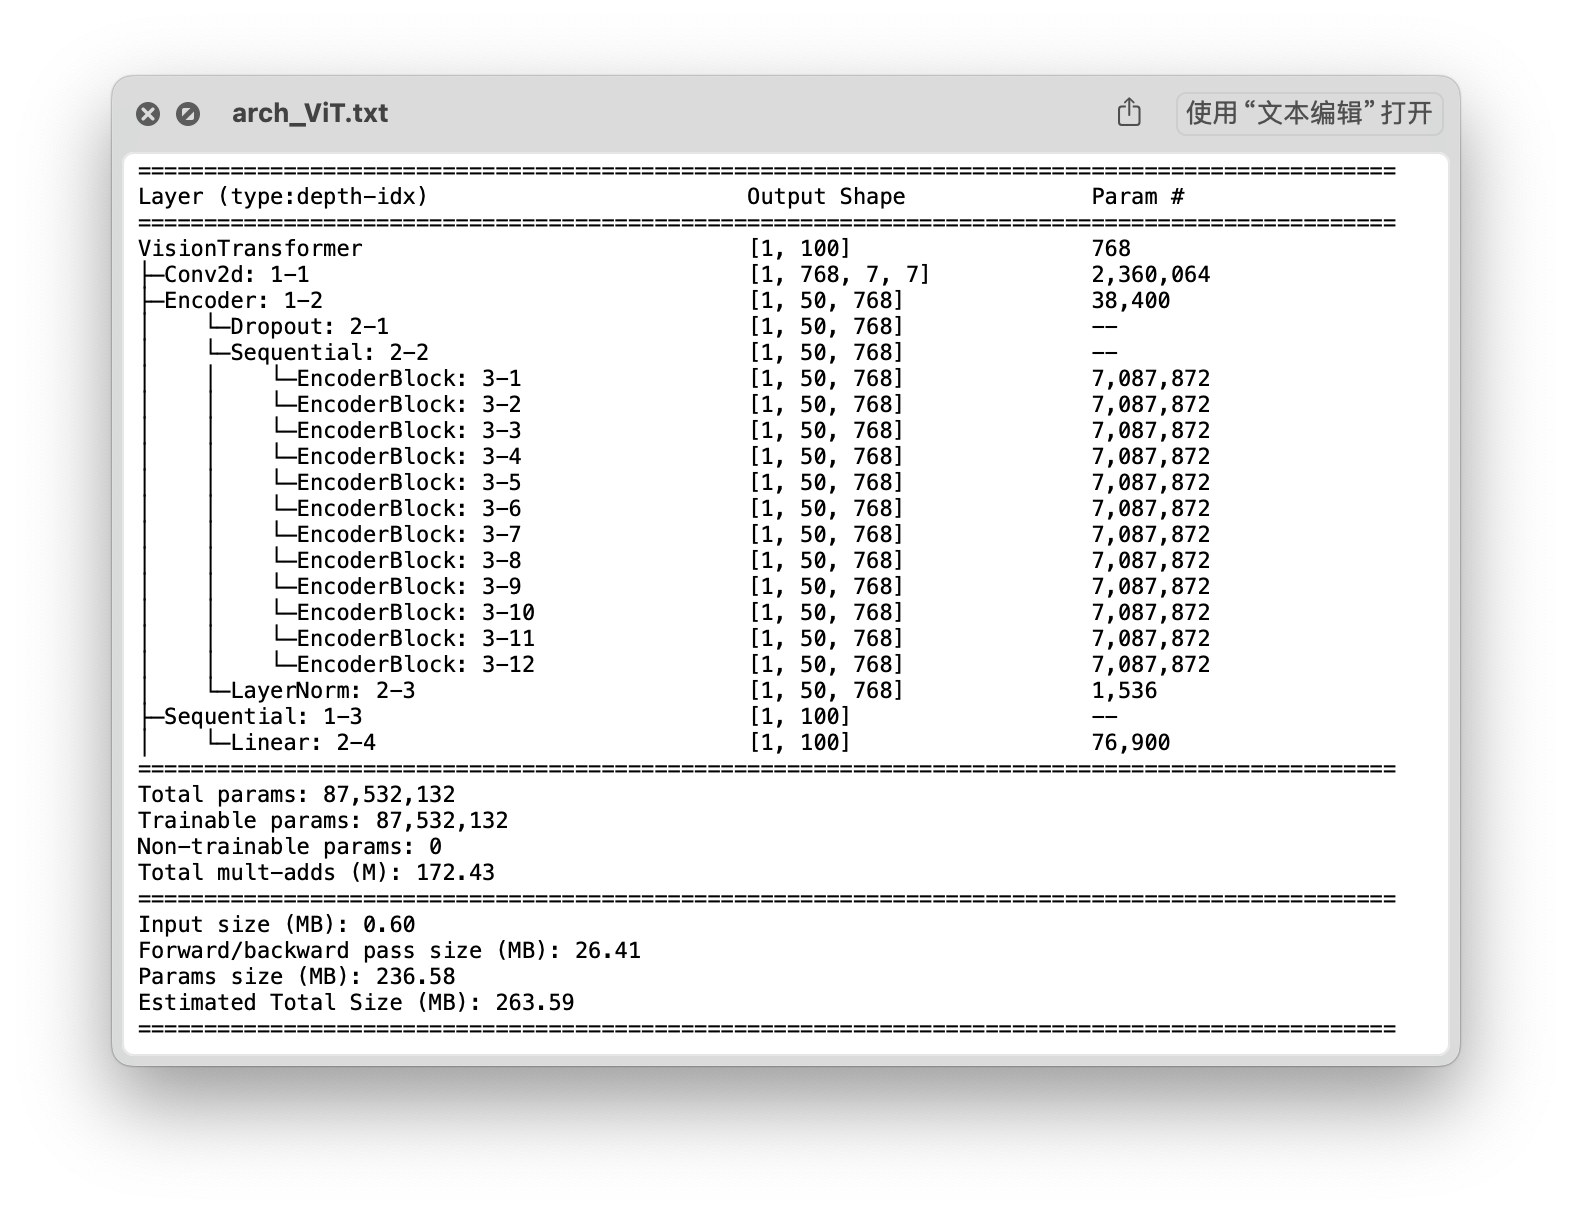 arch_ViT.txt
使用“文本编辑”打开
===============================================================================================
Layer (type:depth-idx)                        Output Shape              Param #
===============================================================================================
VisionTransformer                             [1, 100]                  768
├─Conv2d: 1-1                                 [1, 768, 7, 7]            2,360,064
├─Encoder: 1-2                                [1, 50, 768]              38,400
│    └─Dropout: 2-1                           [1, 50, 768]              --
│    └─Sequential: 2-2                        [1, 50, 768]              --
│    │    └─EncoderBlock: 3-1                 [1, 50, 768]              7,087,872
│    │    └─EncoderBlock: 3-2                 [1, 50, 768]              7,087,872
│    │    └─EncoderBlock: 3-3                 [1, 50, 768]              7,087,872
│    │    └─EncoderBlock: 3-4                 [1, 50, 768]              7,087,872
│    │    └─EncoderBlock: 3-5                 [1, 50, 768]              7,087,872
│    │    └─EncoderBlock: 3-6                 [1, 50, 768]              7,087,872
│    │    └─EncoderBlock: 3-7                 [1, 50, 768]              7,087,872
│    │    └─EncoderBlock: 3-8                 [1, 50, 768]              7,087,872
│    │    └─EncoderBlock: 3-9                 [1, 50, 768]              7,087,872
│    │    └─EncoderBlock: 3-10                [1, 50, 768]              7,087,872
│    │    └─EncoderBlock: 3-11                [1, 50, 768]              7,087,872
│    │    └─EncoderBlock: 3-12                [1, 50, 768]              7,087,872
│    └─LayerNorm: 2-3                         [1, 50, 768]              1,536
├─Sequential: 1-3                             [1, 100]                  --
│    └─Linear: 2-4                            [1, 100]                  76,900
===============================================================================================
Total params: 87,532,132
Trainable params: 87,532,132
Non-trainable params: 0
Total mult-adds (M): 172.43
===============================================================================================
Input size (MB): 0.60
Forward/backward pass size (MB): 26.41
Params size (MB): 236.58
Estimated Total Size (MB): 263.59
===============================================================================================